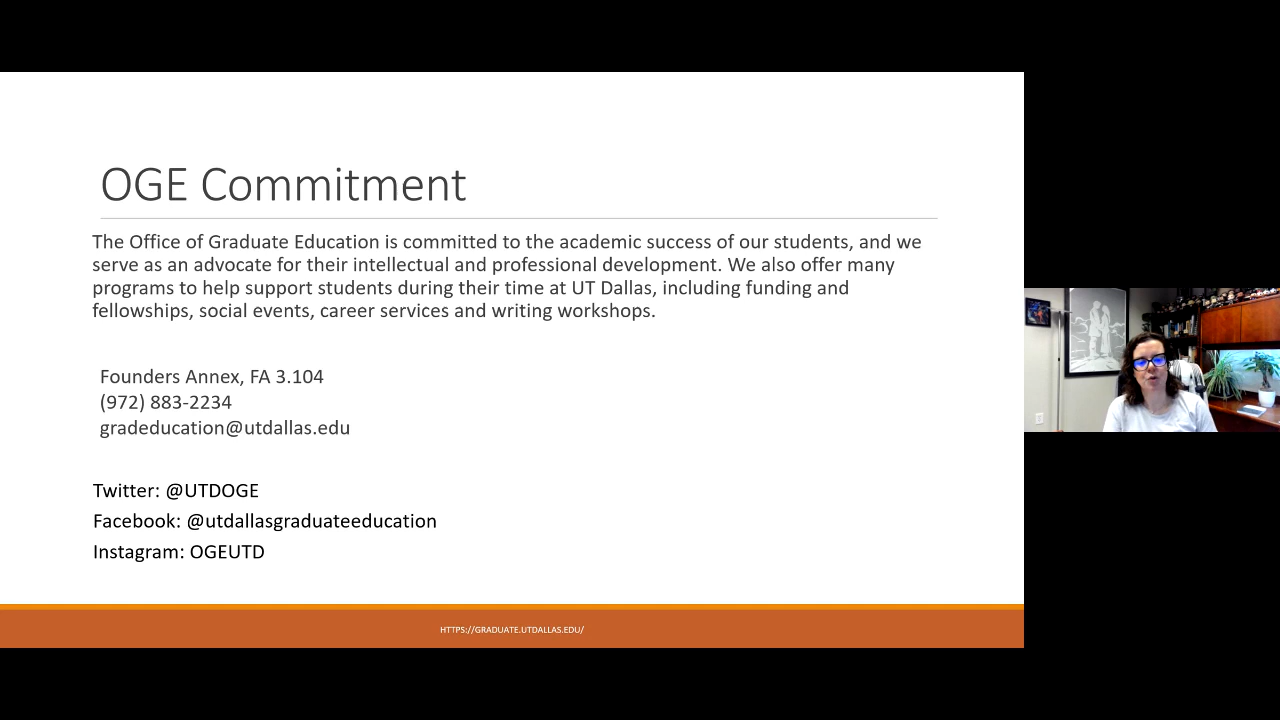 OGE Commitment
The Office of Graduate Education is committed to the academic success of our students, and we
serve as an advocate for their intellectual and professional development. We also offer many
programs to help support students during their time at UT Dallas, including funding and
fellowships, social events, career services and writing workshops.
Founders Annex, FA 3.104
(972) 883-2234
gradeducation@utdallas.edu
Twitter: @UTDOGE
Facebook: @utdallasgraduateeducation
Instagram: OGEUTD
HTTPS://GRADUATE.UTDALLAS.EDU/